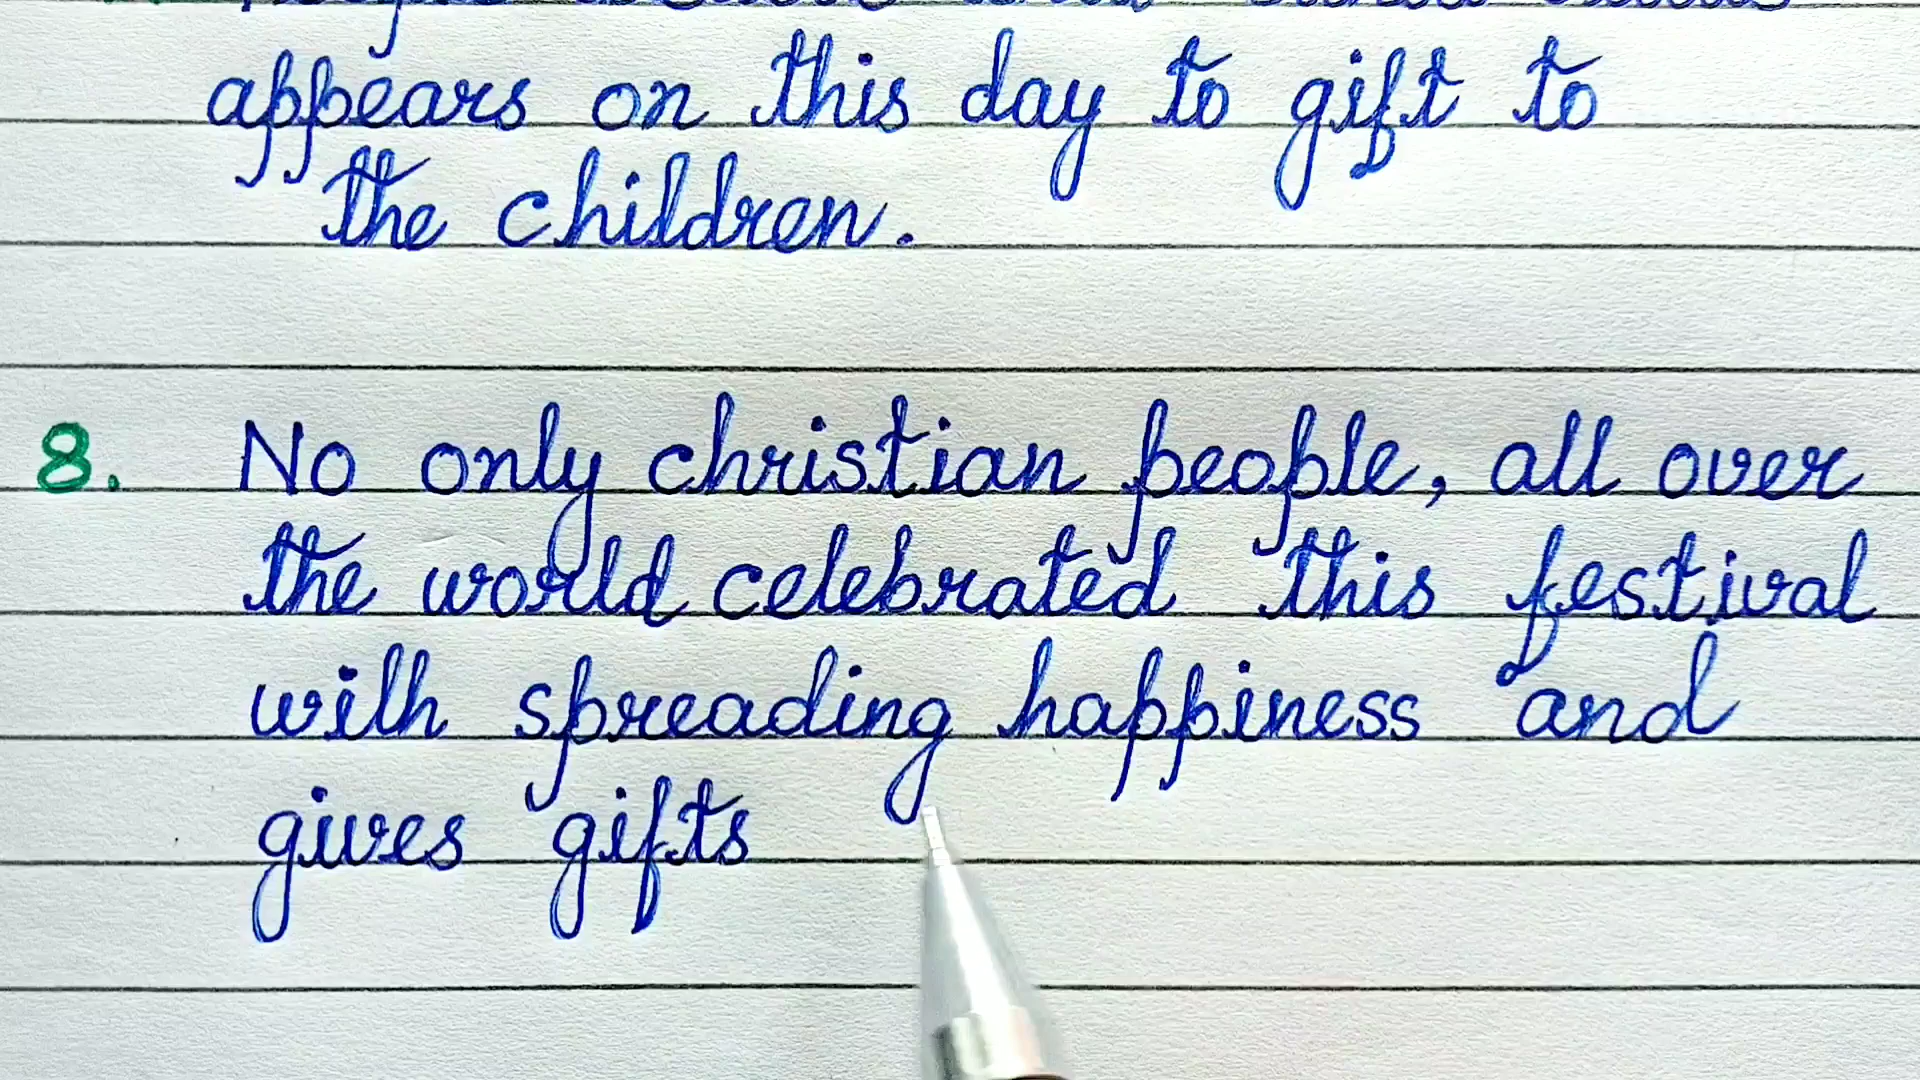 appears on this day to gift to
the children.
8. No only christian people, all over
the world celebrated this festival
with spreading happiness and
gives gifts